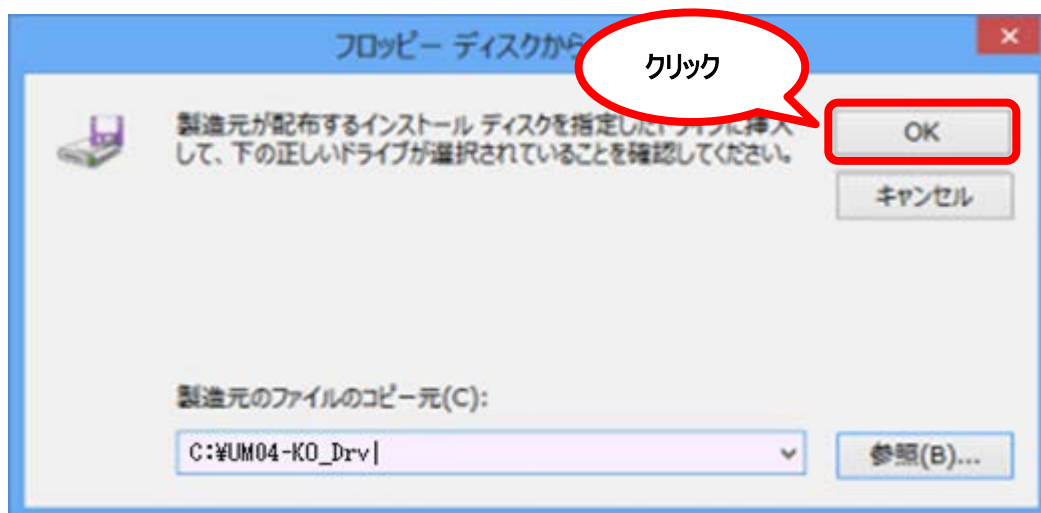 フロッピー ディスクから
クリック
製造元が配布するインストール ディスクを指定したドライブに挿入
して、下の正しいドライブが選択されていることを確認してください。
OK
キャンセル
製造元のファイルのコピー元(C):
C:¥UM04-KO_Drv
参照(B)...